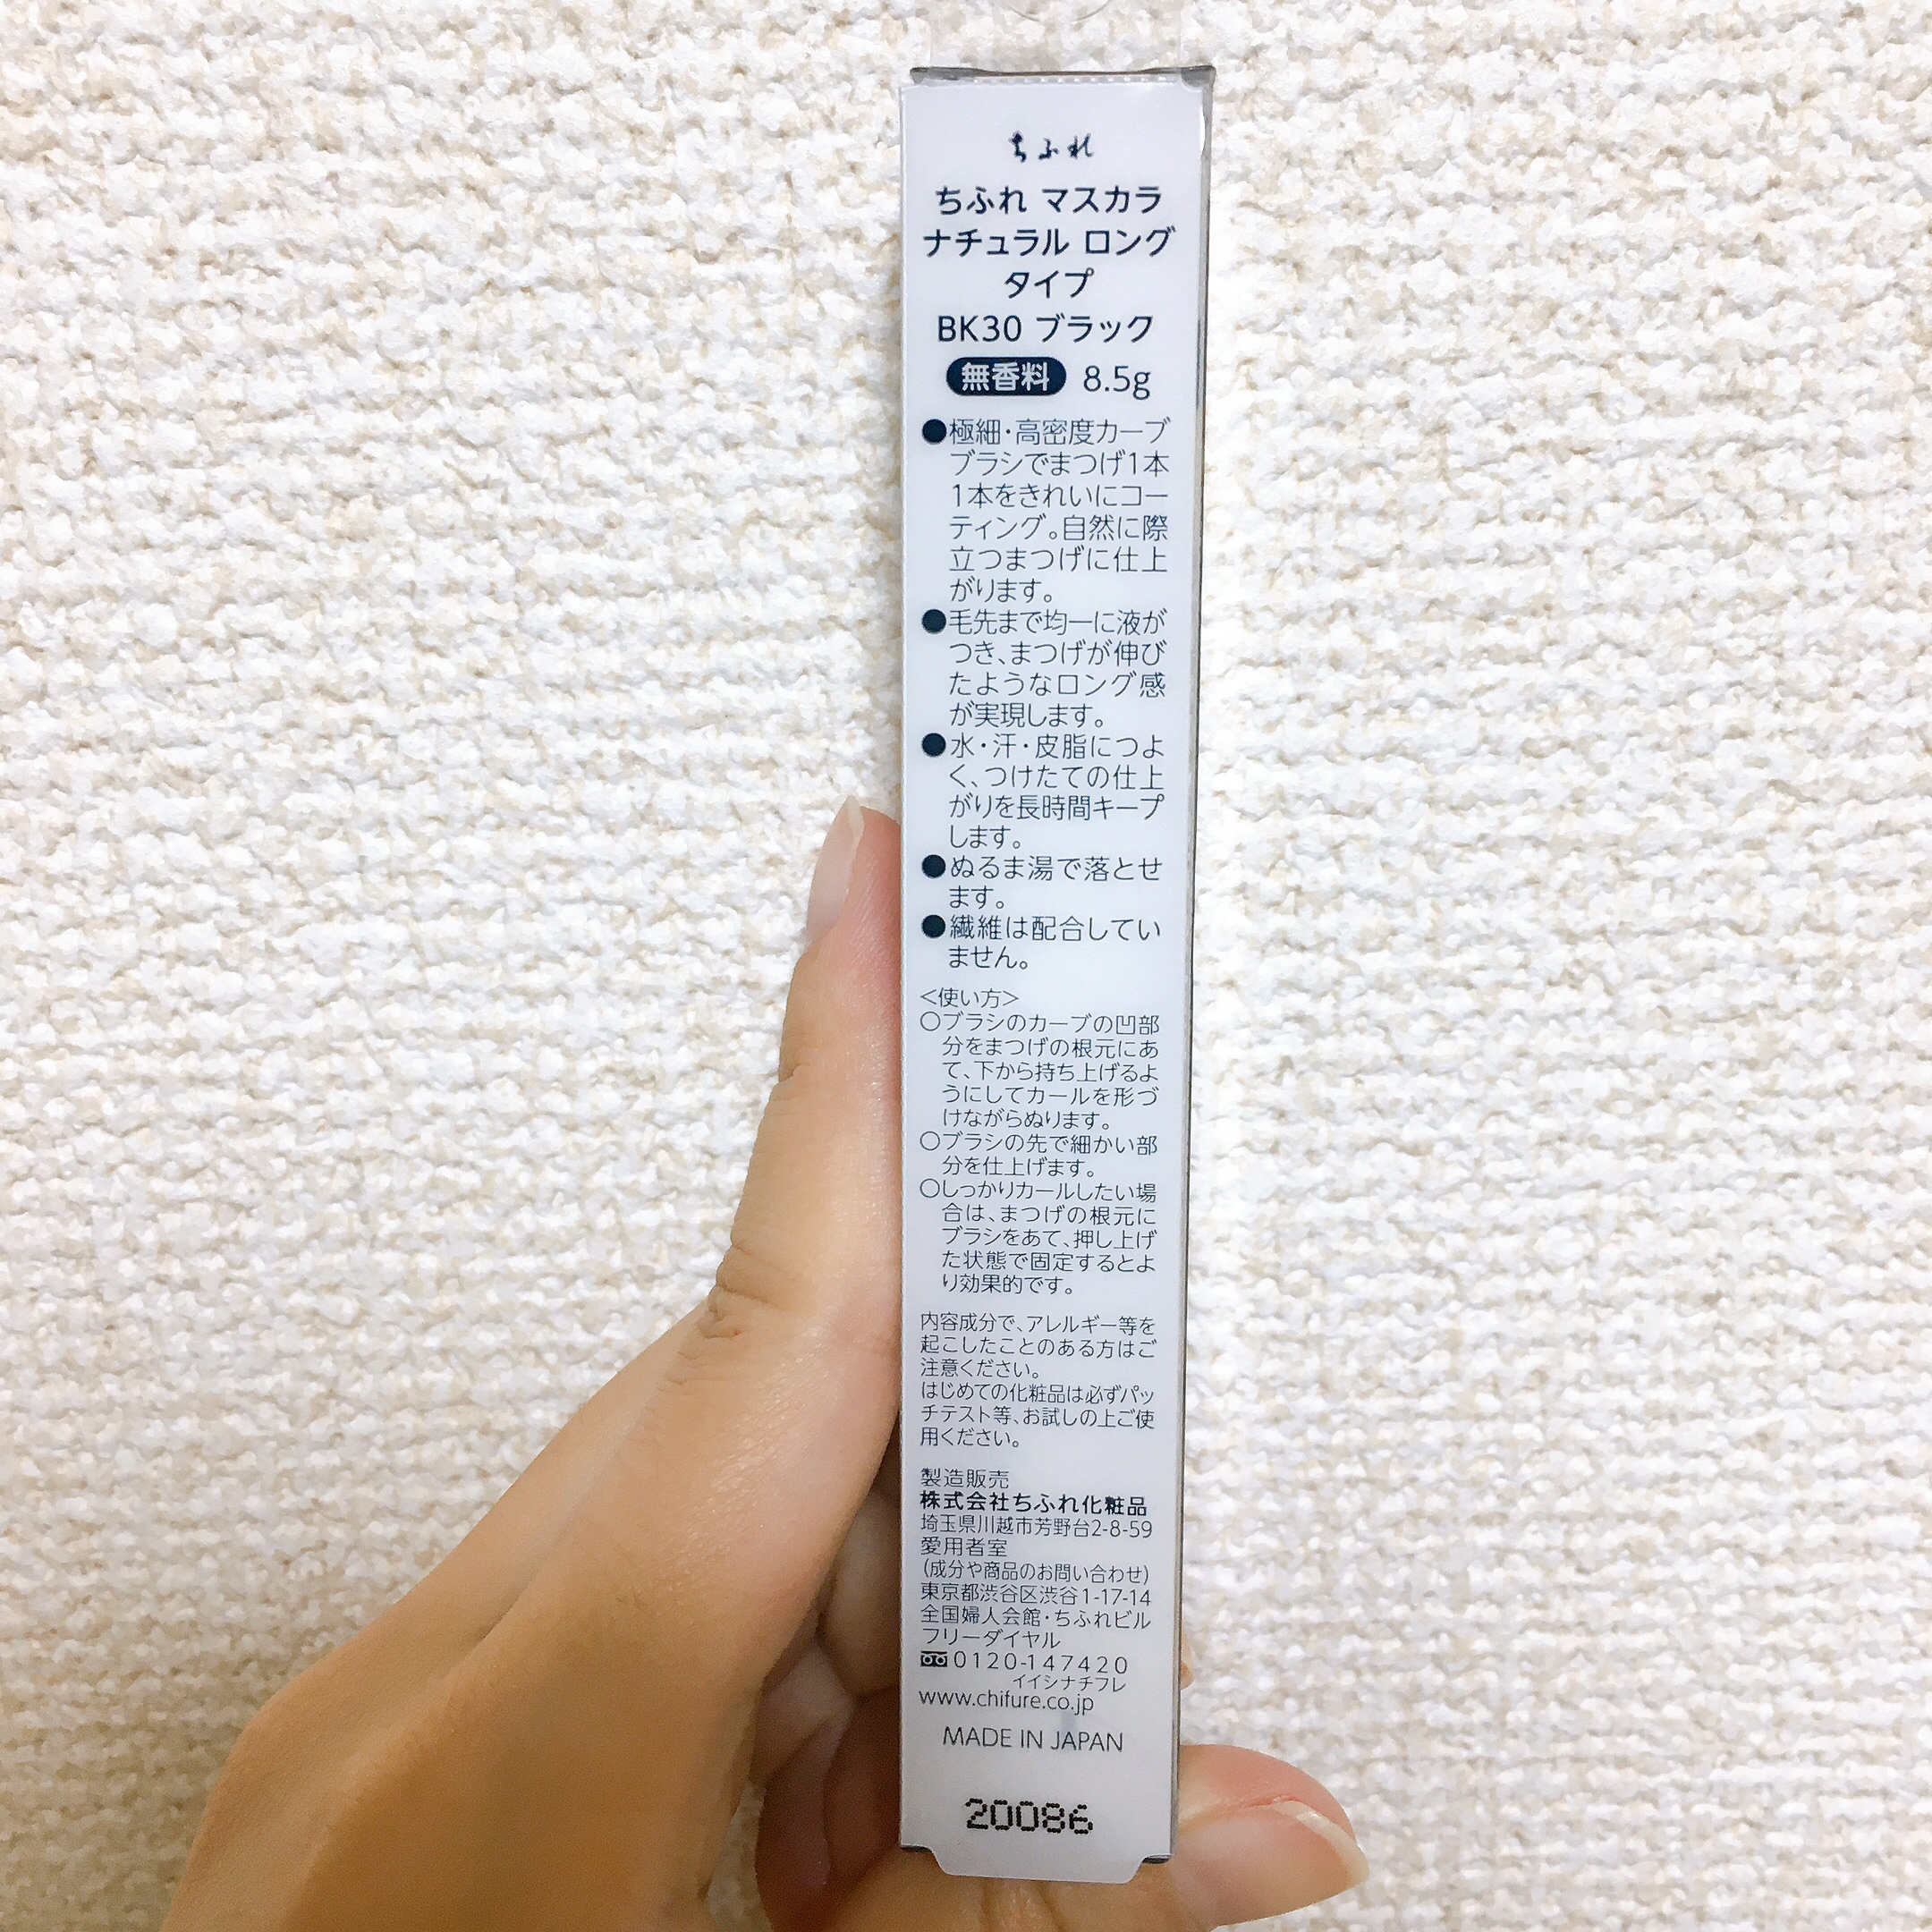 ちふれ
ちふれ マスカラ
ナチュラル ロング
タイプ
BK30 ブラック
無香料 8.5g
●極細・高密度カーブ
ブラシでまつげ1本
1本をきれいにコー
ティング。自然に際
立つまつげに仕上
がります。
●毛先まで均一に液が
つき、まつげが伸び
たようなロング感
が実現します。
●水・汗・皮脂につよ
く、つけたての仕上
がりを長時間キープ
します。
●ぬるま湯で落とせ
ます。
●繊維は配合してい
ません。
<使い方>
○ブラシのカーブの凹部
分をまつげの根元にあ
て、下から持ち上げるよ
うにしてカールを形づ
けながらぬります。
○ブラシの先で細かい部
分を仕上げます。
○しっかりカールしたい場
合は、まつげの根元に
ブラシをあて、押し上げ
た状態で固定するとよ
り効果的です。
内容成分で、アレルギー等を
起こしたことのある方はご
注意ください。
はじめての化粧品は必ずパッ
チテスト等、お試しの上ご使
用ください。
製造販売
株式会社ちふれ化粧品
埼玉県川越市芳野台2-8-59
愛用者室
(成分や商品のお問い合わせ)
東京都渋谷区渋谷1-17-14
全国婦人会館・ちふれビル
フリーダイヤル
0120-147420
イイシナチフレ
www.chifure.co.jp
MADE IN JAPAN
20086